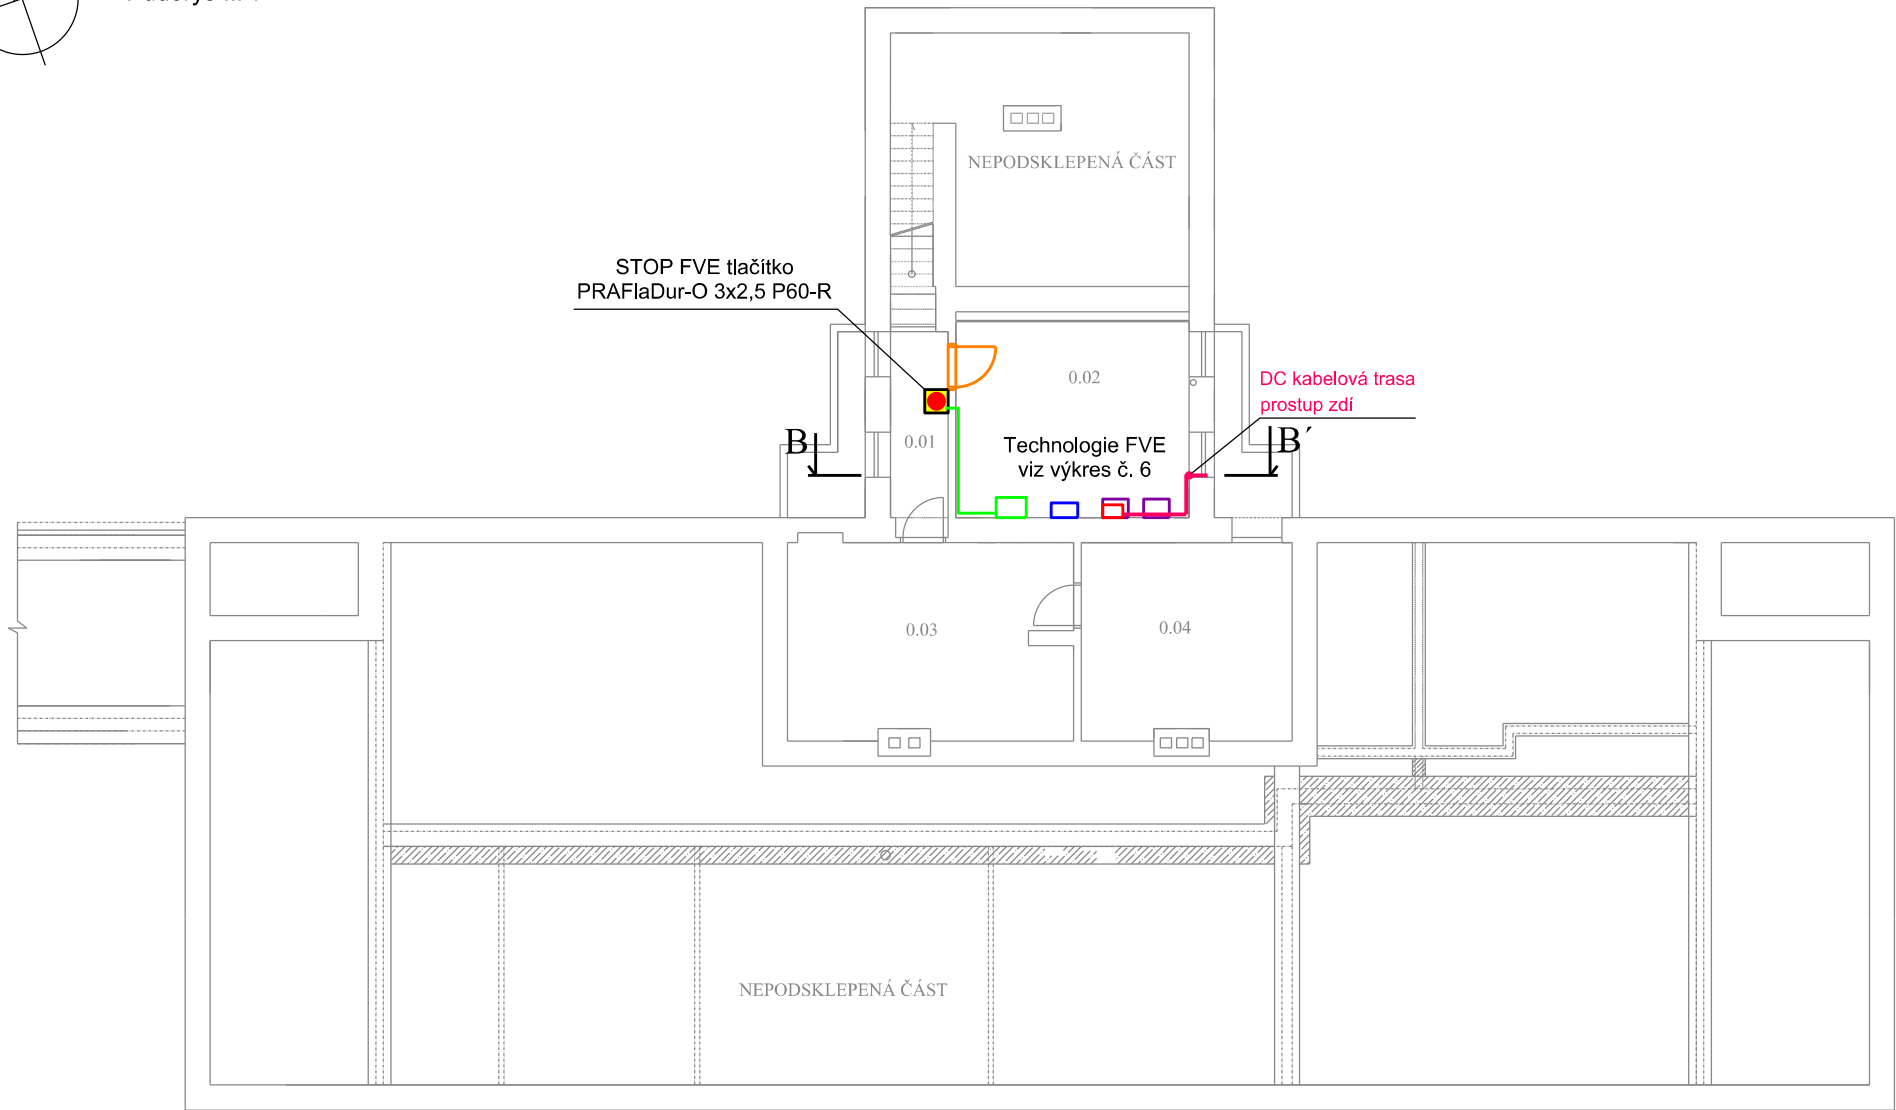 NEPODSKLEPENÁ ČÁST
STOP FVE tlačítko
PRAFlaDur-O 3x2,5 P60-R
0.02
DC kabelová trasa
prostup zdí
B
0.01
Technologie FVE
viz výkres č. 6
B´
0.03
0.04
NEPODSKLEPENÁ ČÁST